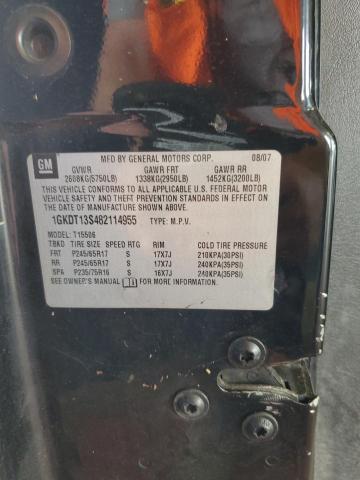 GM
MFD BY GENERAL MOTORS CORP. 08/07
GVWR GAWR FRT GAWR RR
2608KG(5750LB) 1338KG(2950LB) 1452KG(3200LB)
THIS VEHICLE CONFORMS TO ALL APPLICABLE U.S. FEDERAL MOTOR
VEHICLE SAFETY AND THEFT PREVENTION STANDARDS IN EFFECT ON
THE DATE OF MANUFACTURE SHOWN ABOVE.
1GKDT13S482114955 TYPE: M.P.V.
MODEL: T15506
TBKD TIRE SIZE SPEED RTG RIM COLD TIRE PRESSURE
FRT P245/65R17 S 17X7J 210KPA(30PSI)
RR P245/65R17 S 17X7J 240KPA(35PSI)
SPA P235/75R16 S 16X7J 240KPA(35PSI)
SEE OWNER'S MANUAL FOR MORE INFORMATION.